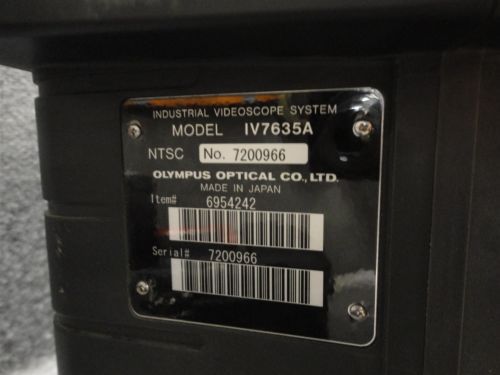 INDUSTRIAL VIDEOSCOPE SYSTEM
MODEL IV7635A
NTSC No. 7200966
OLYMPUS OPTICAL CO., LTD.
MADE IN JAPAN
Item# 6954242
Serial# 7200966